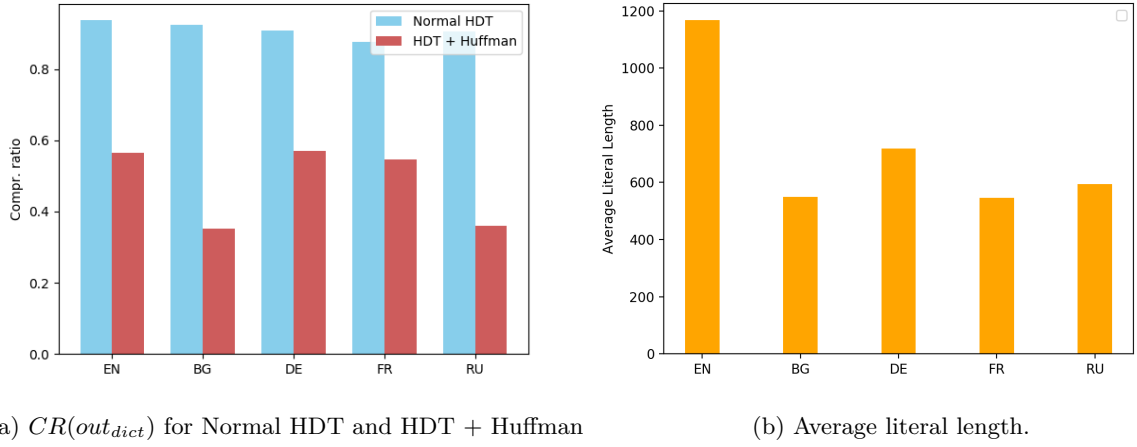 Normal HDT
HDT + Huffman
Compr. ratio
0.8
0.6
0.4
0.2
0.0
EN BG DE FR RU
Average Literal Length
1200
1000
800
600
400
200
0
EN BG DE FR RU
a) CR(out_dict) for Normal HDT and HDT + Huffman
(b) Average literal length.